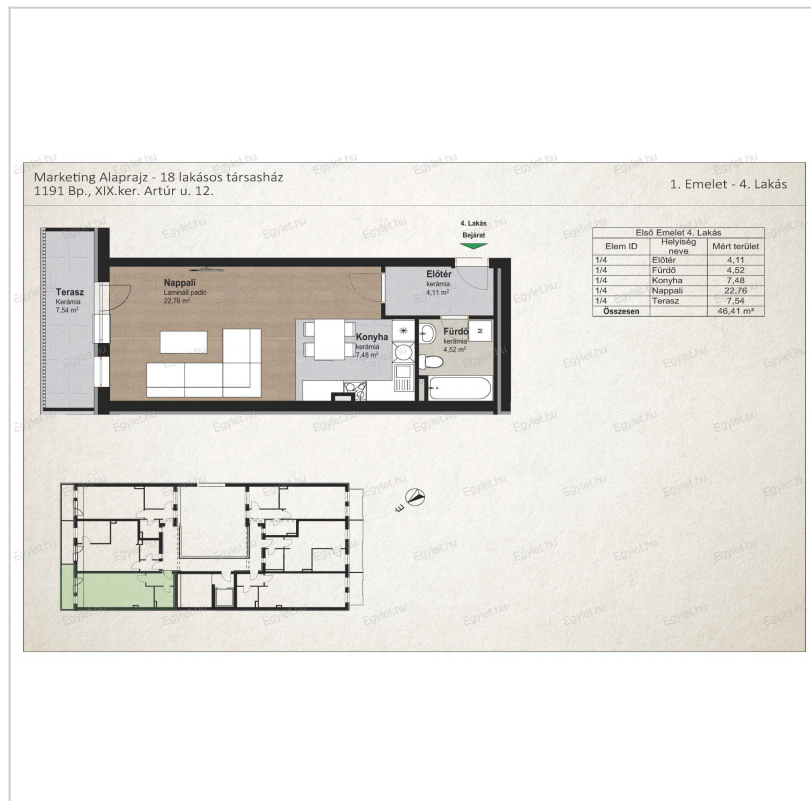 Marketing Alaprajz - 18 lakásos társasház
1191 Bp., XIX.ker. Artúr u. 12.
1. Emelet - 4. Lakás
4. Lakás
Bejárat
Terasz
Kerámia
7,54 m²
Nappali
Laminált padló
22,76 m²
Előtér
kerámia
4,11 m²
Konyha
kerámia
7,48 m²
Fürdő
kerámia
4,52 m²
M
Első Emelet 4. Lakás
Elem ID Helyiség neve Mért terület
1/4 Előtér 4,11
1/4 Fürdő 4,52
1/4 Konyha 7,48
1/4 Nappali 22,76
1/4 Terasz 7,54
Összesen 46,41 m²
É
Egylet.hu